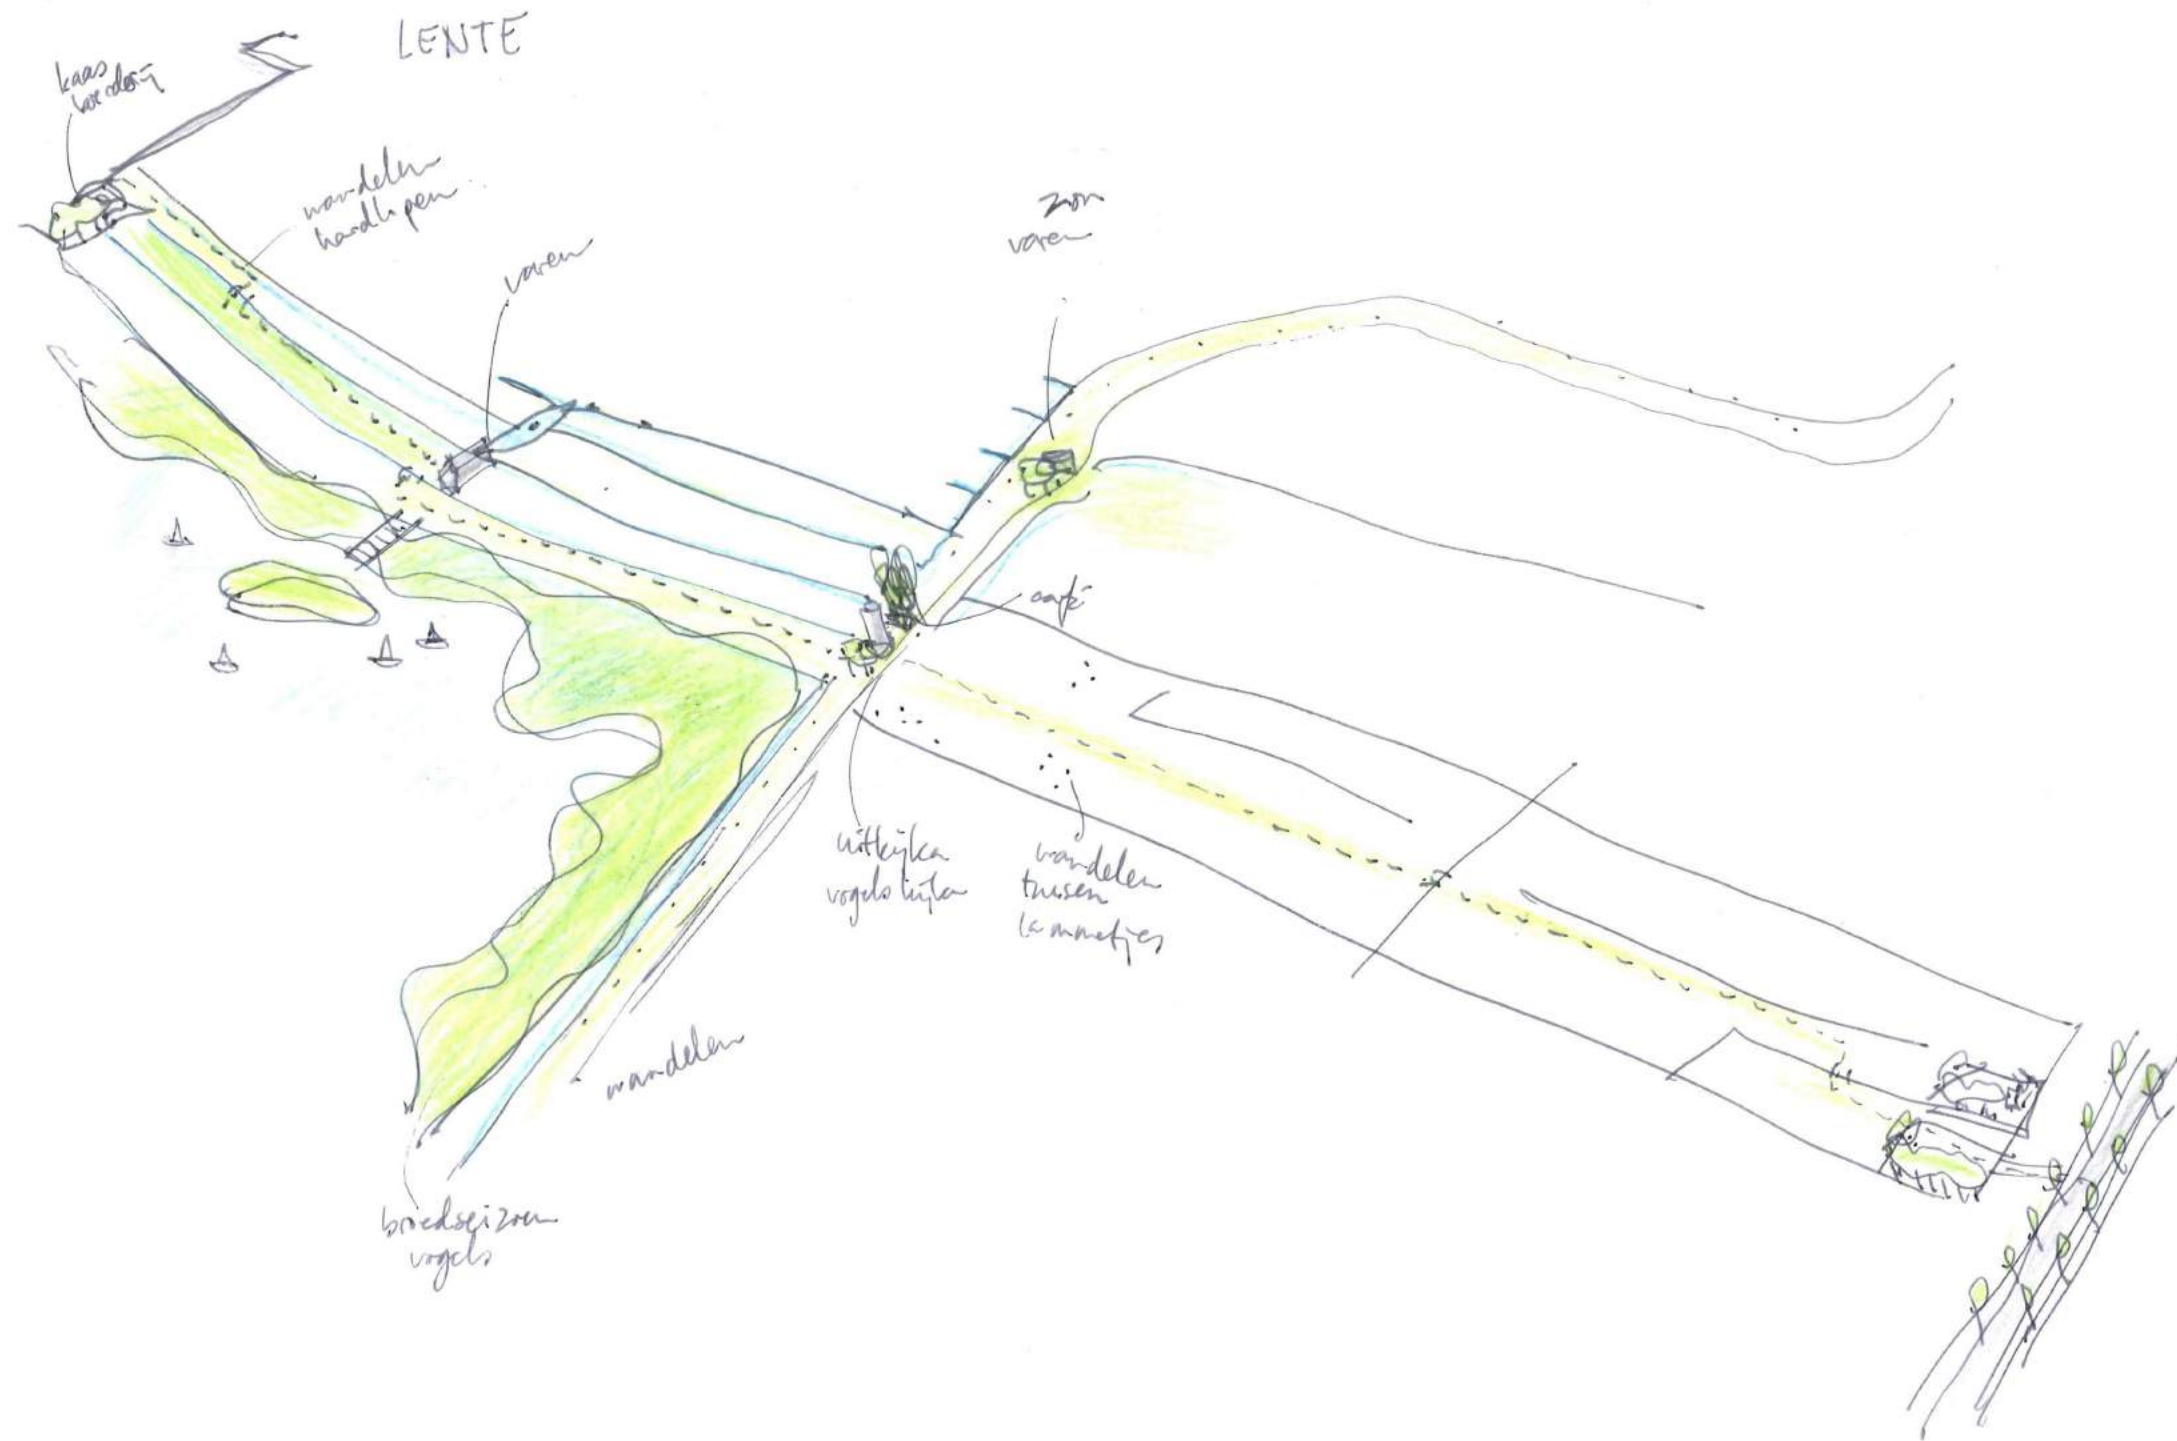 LENTE
kaas
boerderij
wandelen
hardlopen
varen
zon
varen
café
uitkijken
vogels kijken
wandelen
tussen
lammetjes
wandelen
broedseizoen
vogels